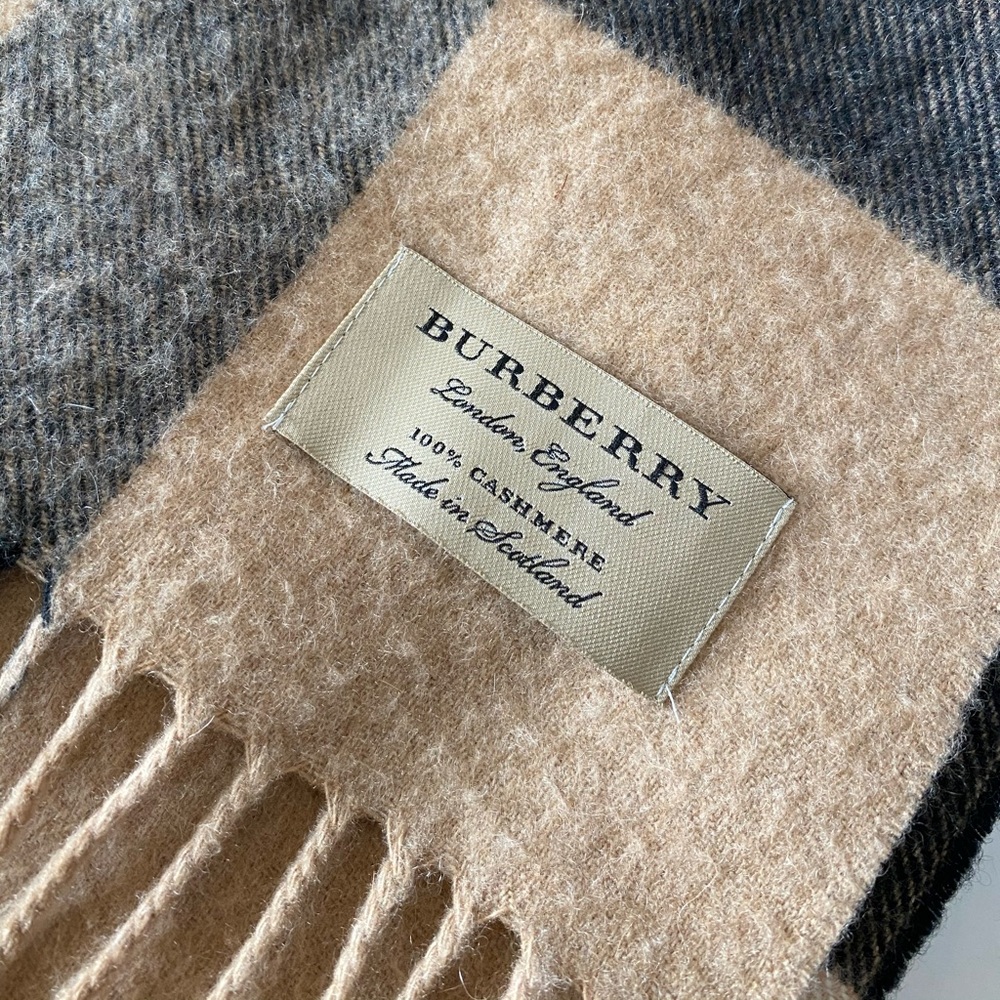 BURBERRY
London, England
100% CASHMERE
Made in Scotland